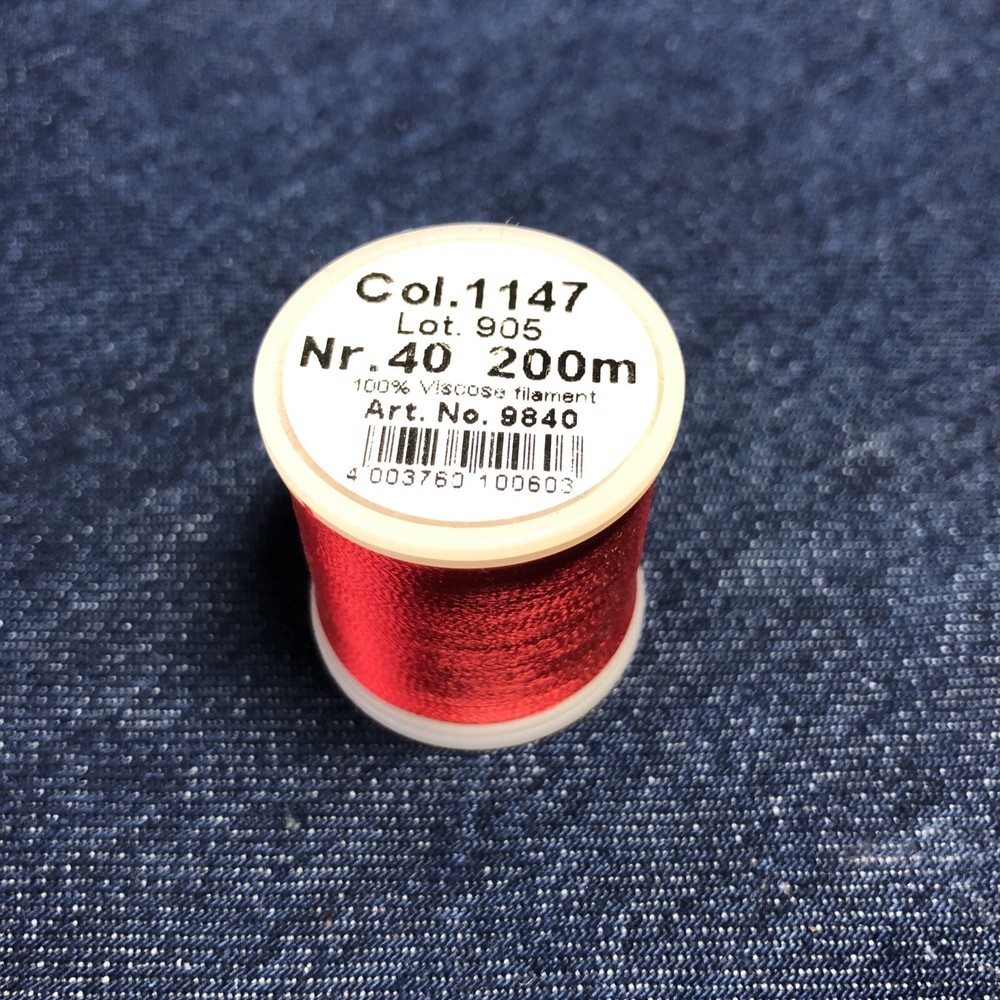 Col.1147
Lot. 905
Nr.40 200m
100% Viscose filament
Art. No. 9840
4 003760 100603